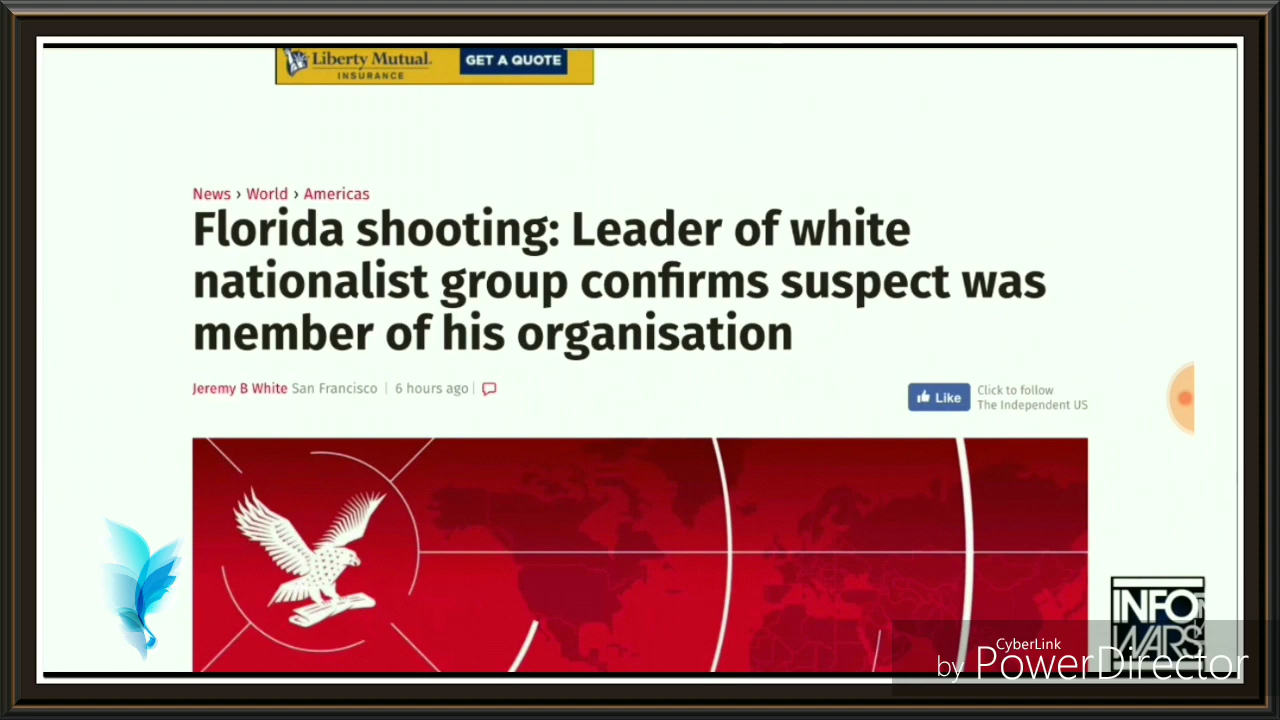 Liberty Mutual.
INSURANCE
GET A QUOTE
News › World › Americas
Florida shooting: Leader of white
nationalist group confirms suspect was
member of his organisation
Jeremy B White San Francisco | 6 hours ago |
Like
Click to follow
The Independent US
INFO
WARS
CyberLink
by PowerDirector